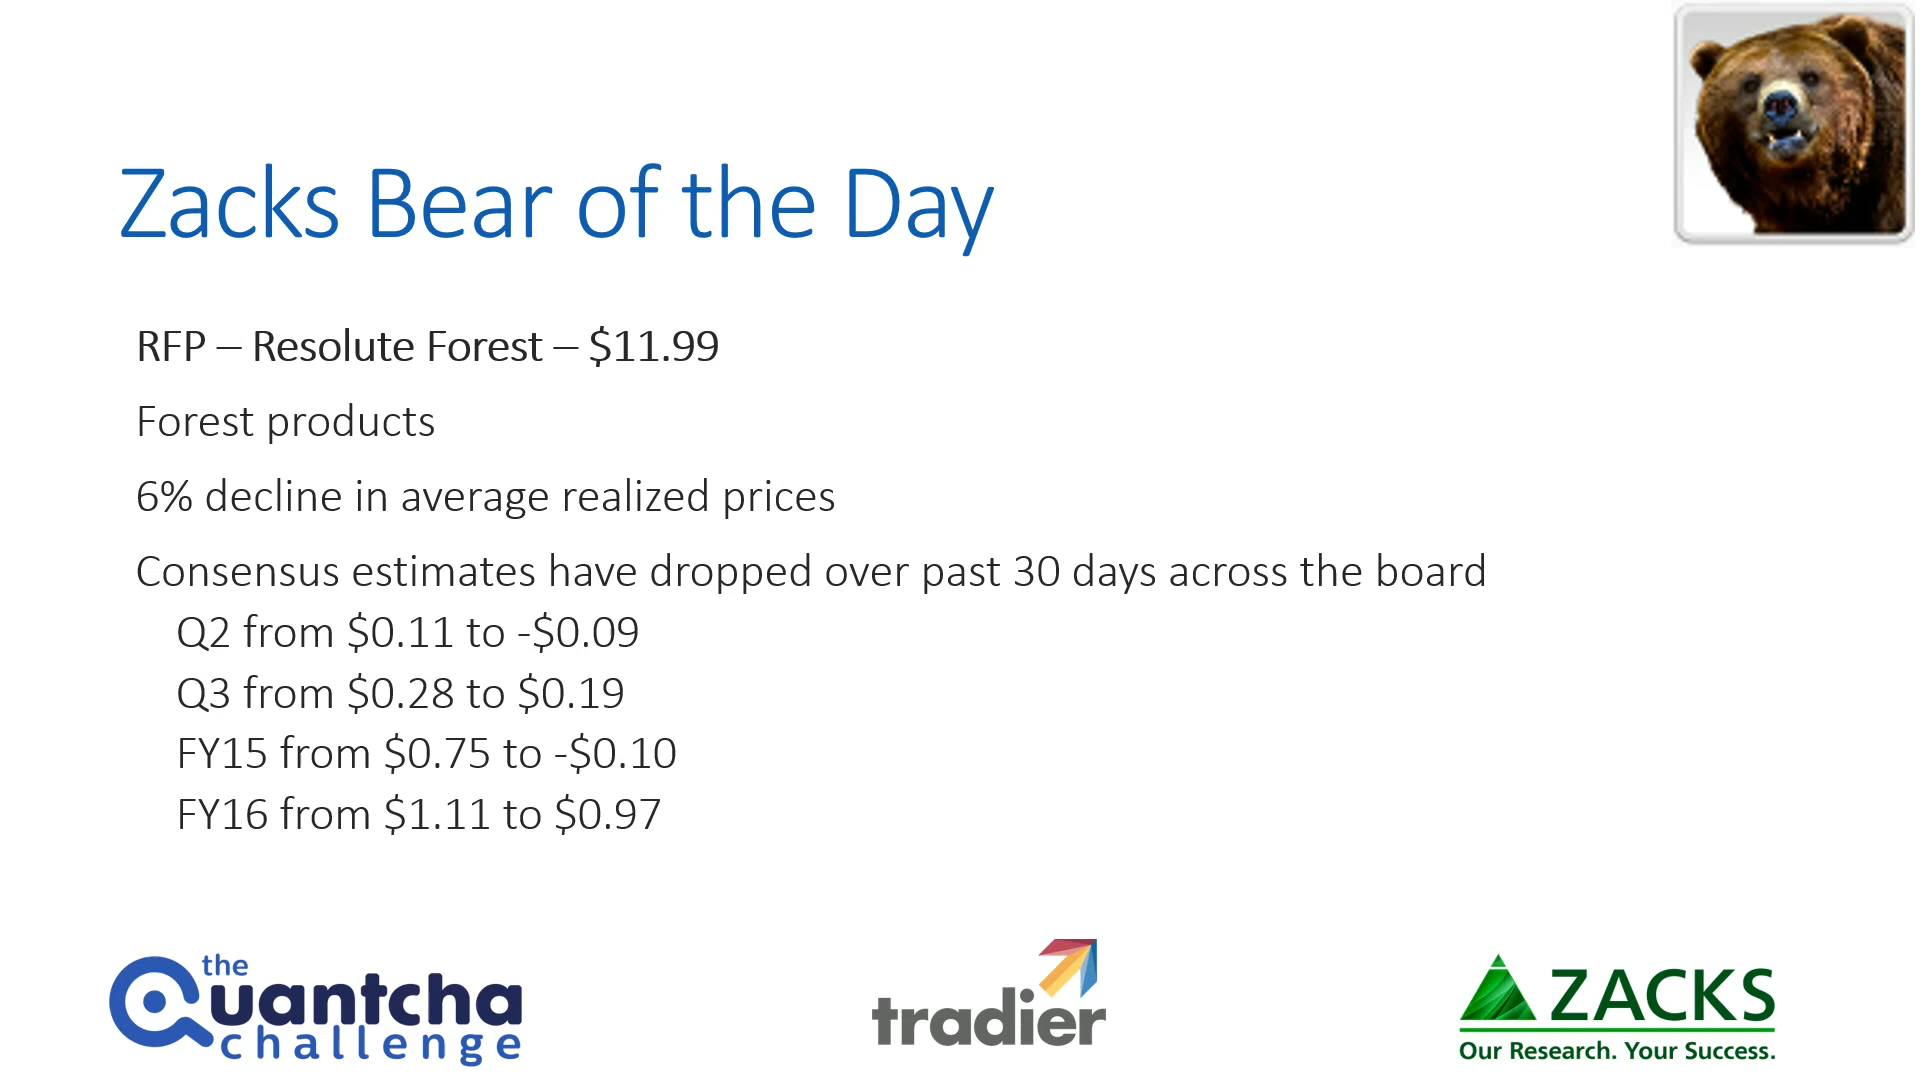 Zacks Bear of the Day
RFP – Resolute Forest – $11.99
Forest products
6% decline in average realized prices
Consensus estimates have dropped over past 30 days across the board
Q2 from $0.11 to -$0.09
Q3 from $0.28 to $0.19
FY15 from $0.75 to -$0.10
FY16 from $1.11 to $0.97
the
Quantcha
challenge
tradier
ZACKS
Our Research. Your Success.